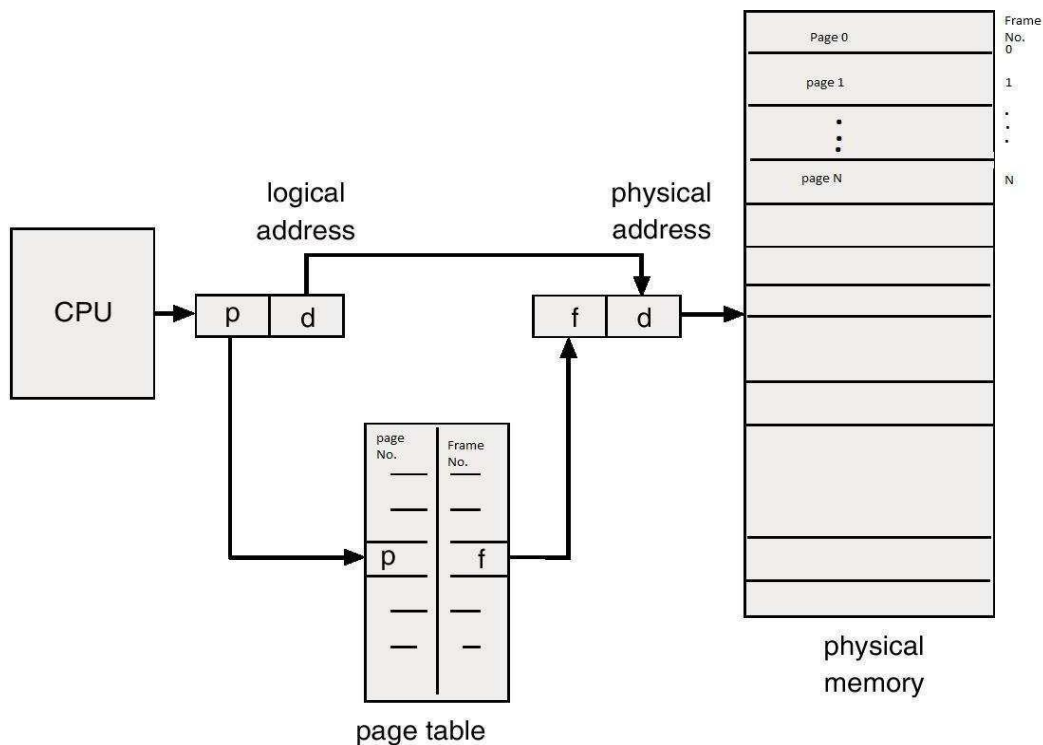 Page 0
Frame
No.
0
page 1
1
page N
N
logical
address
physical
address
CPU
p
d
f
d
page
No.
Frame
No.
p
f
physical
memory
page table